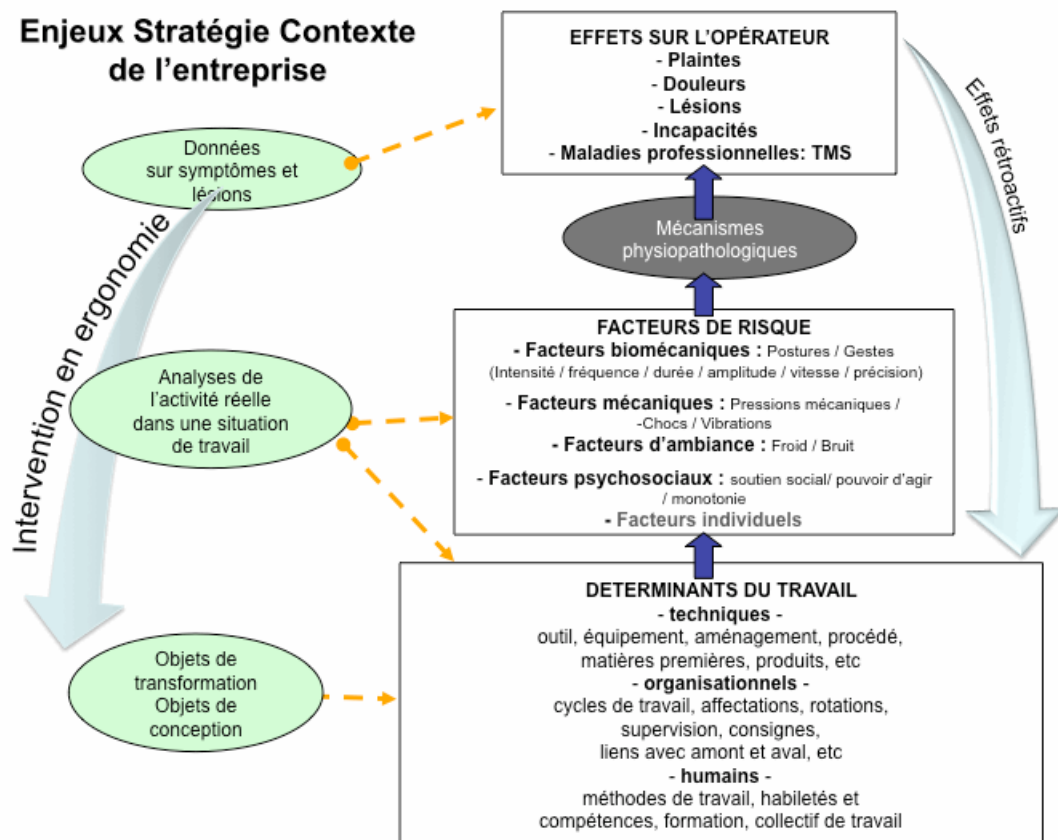 Enjeux Stratégie Contexte
de l'entreprise
EFFETS SUR L'OPÉRATEUR
- Plaintes
- Douleurs
- Lésions
- Incapacités
- Maladies professionnelles: TMS
Effets rétroactifs
Données
sur symptômes et
lésions
Mécanismes
physiopathologiques
Intervention en ergonomie
FACTEURS DE RISQUE
- Facteurs biomécaniques : Postures / Gestes
(Intensité / fréquence / durée / amplitude / vitesse / précision)
- Facteurs mécaniques : Pressions mécaniques /
-Chocs / Vibrations
- Facteurs d'ambiance : Froid / Bruit
- Facteurs psychosociaux : soutien social/ pouvoir d'agir
/ monotonie
- Facteurs individuels
Analyses de
l'activité réelle
dans une situation
de travail
DETERMINANTS DU TRAVAIL
- techniques -
outil, équipement, aménagement, procédé,
matières premières, produits, etc
- organisationnels -
cycles de travail, affectations, rotations,
supervision, consignes,
liens avec amont et aval, etc
- humains -
méthodes de travail, habiletés et
compétences, formation, collectif de travail
Objets de
transformation
Objets de
conception